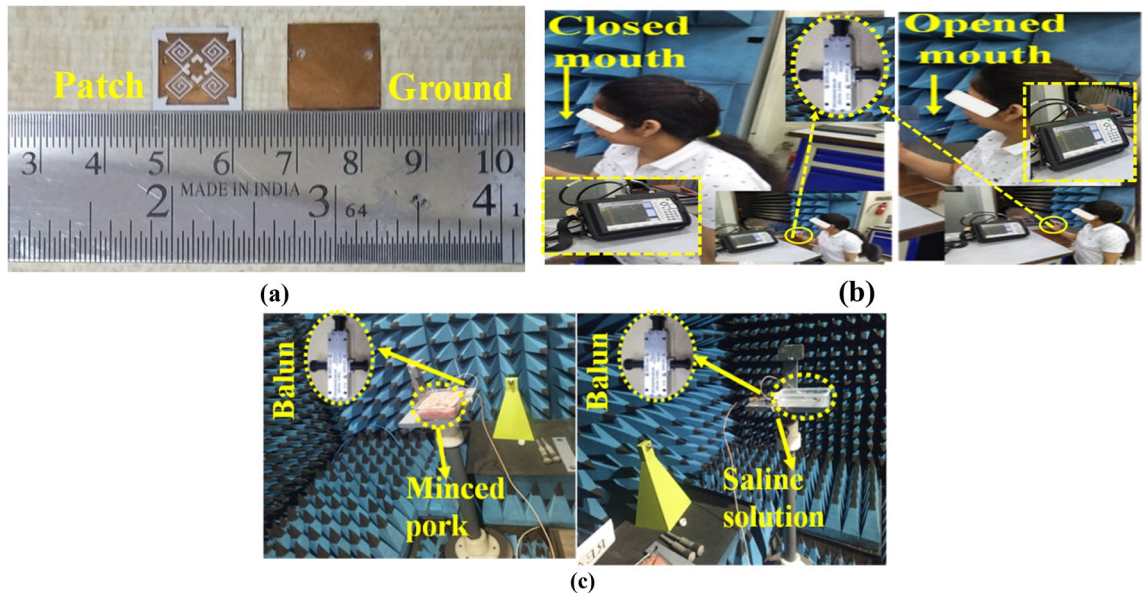 Patch
Ground
3 4 5 6 7 8 9 10
MADE IN INDIA
2 3 64 4
(a)
Closed
mouth
Opened
mouth
(b)
Balun
Minced
pork
Balun
Saline
solution
(c)